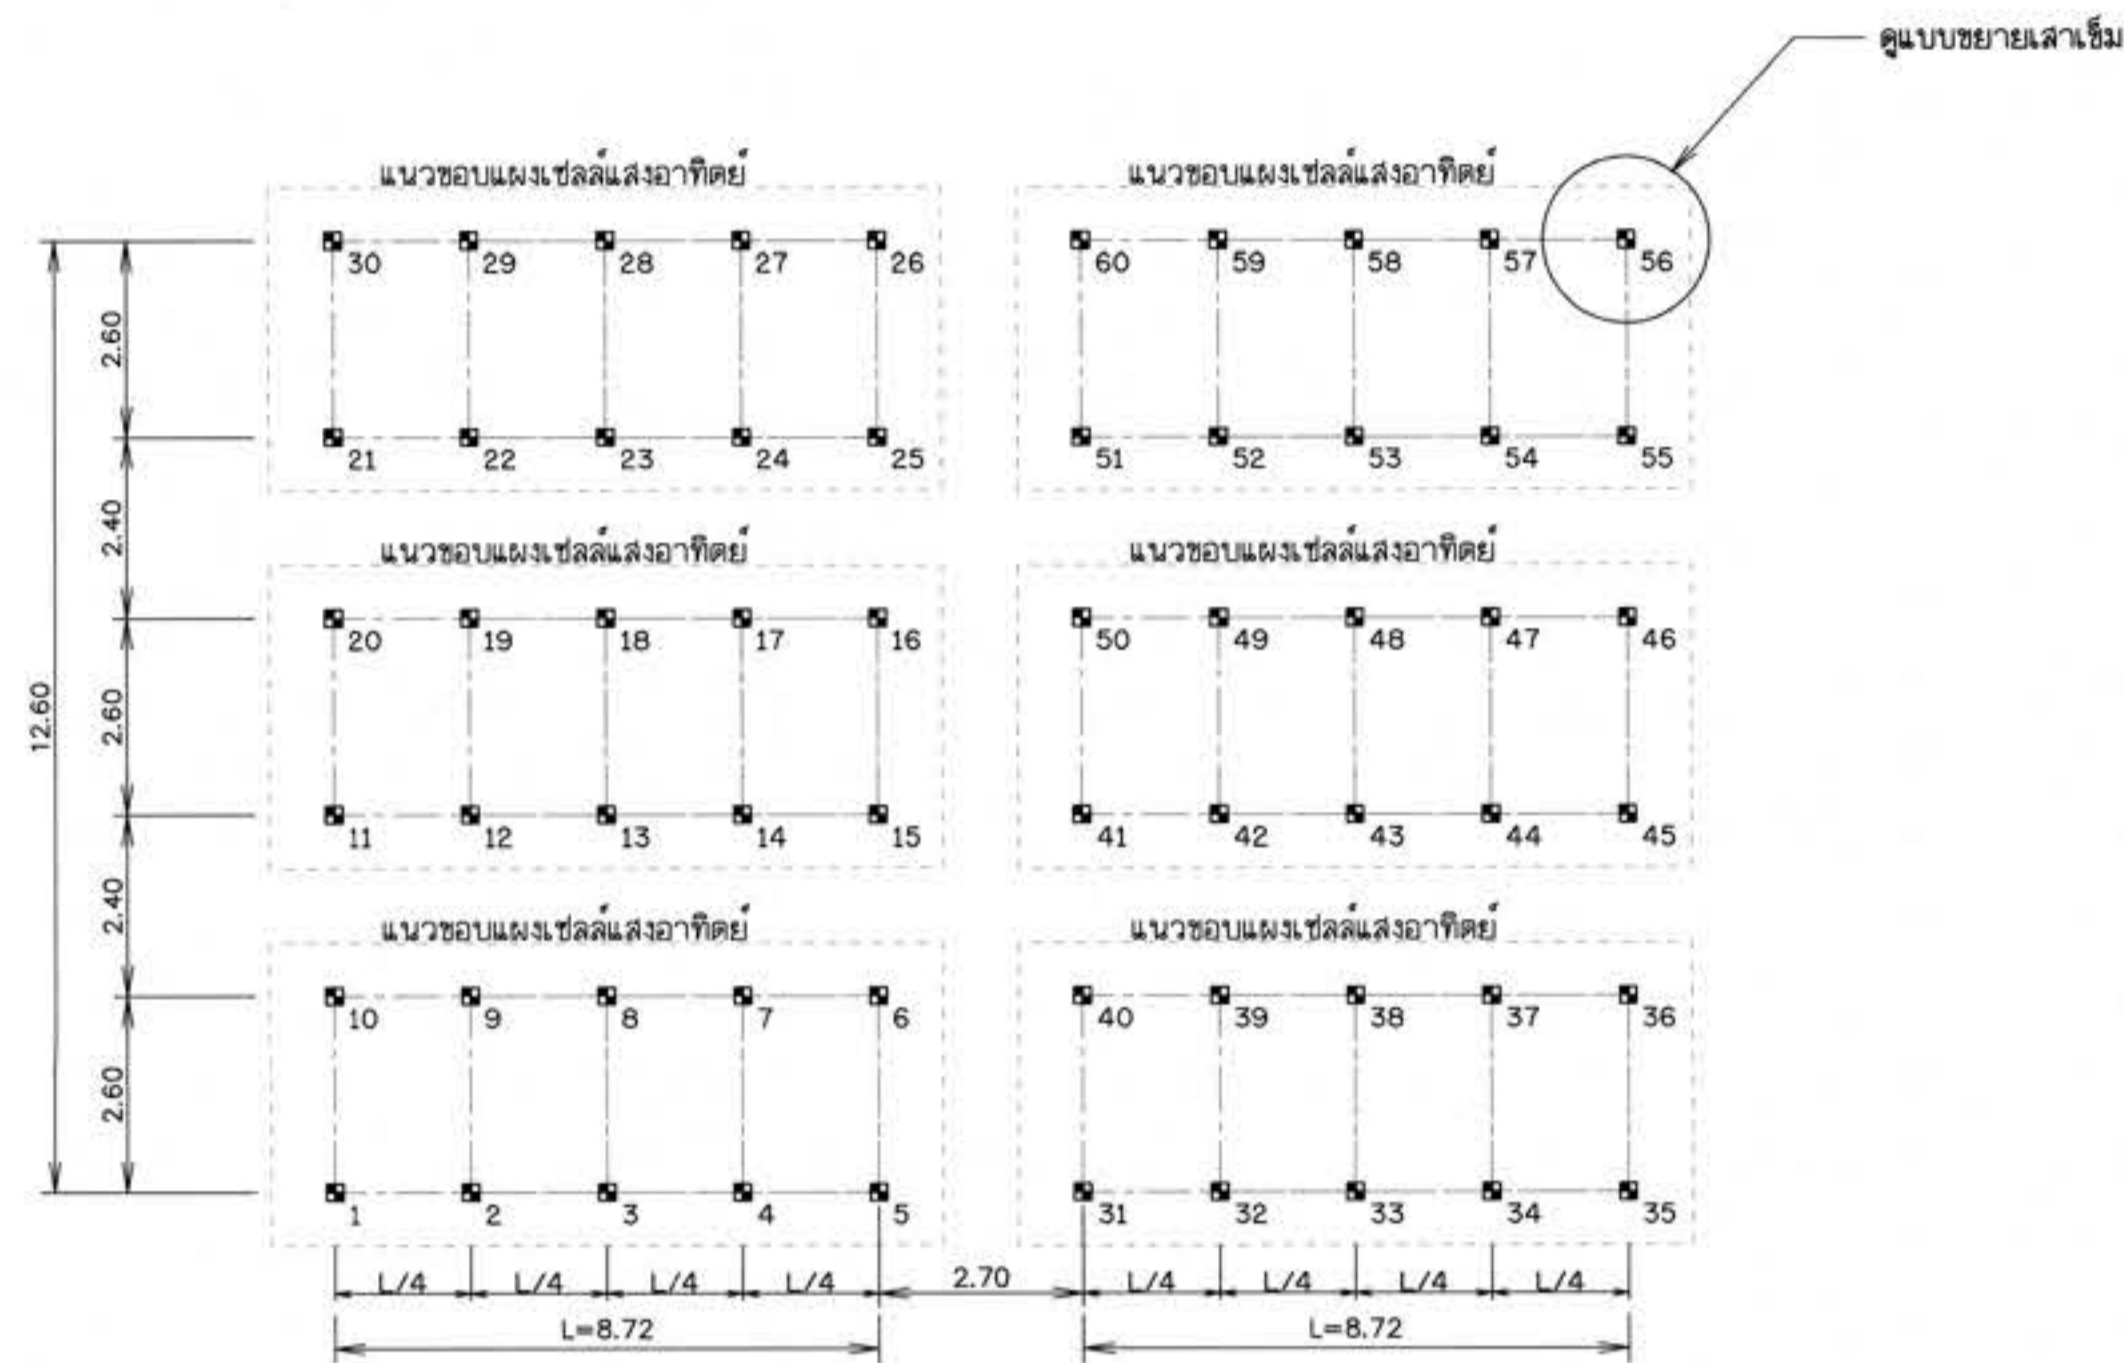 ดูแบบขยายเสาเข็ม
แนวขอบแผงเซลล์แสงอาทิตย์ แนวขอบแผงเซลล์แสงอาทิตย์
30 29 28 27 26 60 59 58 57 56
2.60
21 22 23 24 25 51 52 53 54 55
2.40
แนวขอบแผงเซลล์แสงอาทิตย์ แนวขอบแผงเซลล์แสงอาทิตย์
20 19 18 17 16 50 49 48 47 46
12.60 2.60
11 12 13 14 15 41 42 43 44 45
2.40
แนวขอบแผงเซลล์แสงอาทิตย์ แนวขอบแผงเซลล์แสงอาทิตย์
10 9 8 7 6 40 39 38 37 36
2.60
1 2 3 4 5 31 32 33 34 35
L/4 L/4 L/4 L/4 2.70 L/4 L/4 L/4 L/4
L=8.72 L=8.72